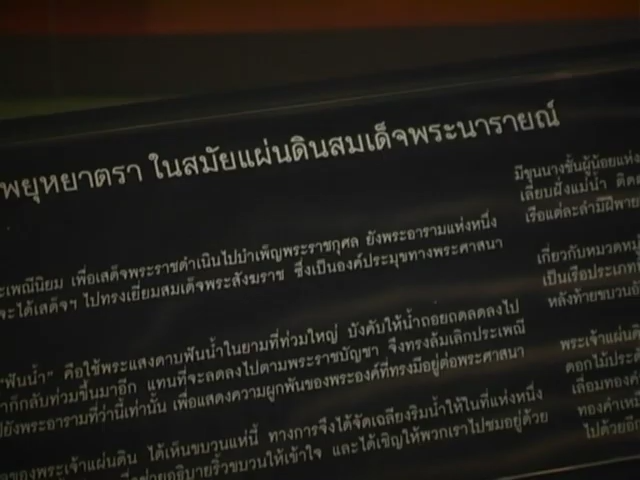 พยุหยาตรา ในสมัยแผ่นดินสมเด็จพระนารายณ์
เพื่อเสด็จพระราชดำเนินไปบำเพ็ญพระราชกุศล ยังพระอารามแห่งหนึ่ง
จะได้เสด็จฯ ไปทรงเยี่ยมสมเด็จพระสังฆราช ซึ่งเป็นองค์ประมุขทางพระศาสนา
"ฟันน้ำ" คือใช้พระแสงดาบฟันน้ำในยามที่ท่วมใหญ่ บังคับให้น้ำถอยถดลดลงไป
ก็กลับท่วมขึ้นมาอีก แทนที่จะลดลงไปตามพระราชบัญชา จึงทรงล้มเลิกประเพณี
ยังพระอารามที่ว่านี้เท่านั้น เพื่อแสดงความผูกพันของพระองค์ที่ทรงมีอยู่ต่อพระศาสนา
ของพระเจ้าแผ่นดิน ได้เห็นขบวนแห่นี้ ทางการจึงได้จัดเฉลียงริมน้ำให้ในที่แห่งหนึ่ง
อธิบายริ้วขบวนให้เข้าใจ และได้เชิญให้พวกเราไปชมอยู่ด้วย
มีขุนนางชั้นผู้น้อยแห่ง
เลียบฝั่งแม่น้ำ
เรือแต่ละลำมีฝีพาย
เกี่ยวกับหมวด
เป็นเรือประเภท
หลังท้ายขบวน
พระเจ้าแผ่นดิน
ดอกไม้ประ
เลื่อมทอง
ทองคำ
ไปด้วยอีก